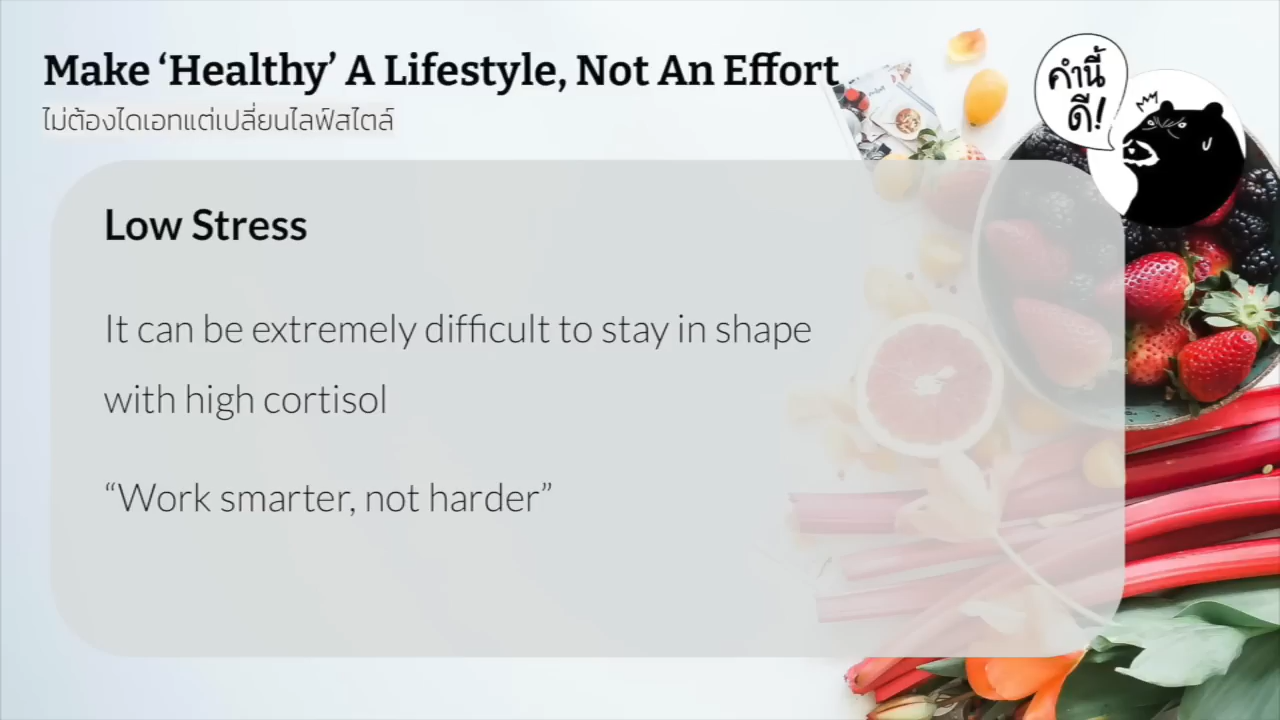 Make ‘Healthy’ A Lifestyle, Not An Effort
ไม่ต้องไดเอทแต่เปลี่ยนไลฟ์สไตล์
คำนี้
ดี!
Low Stress
It can be extremely difficult to stay in shape
with high cortisol
“Work smarter, not harder”